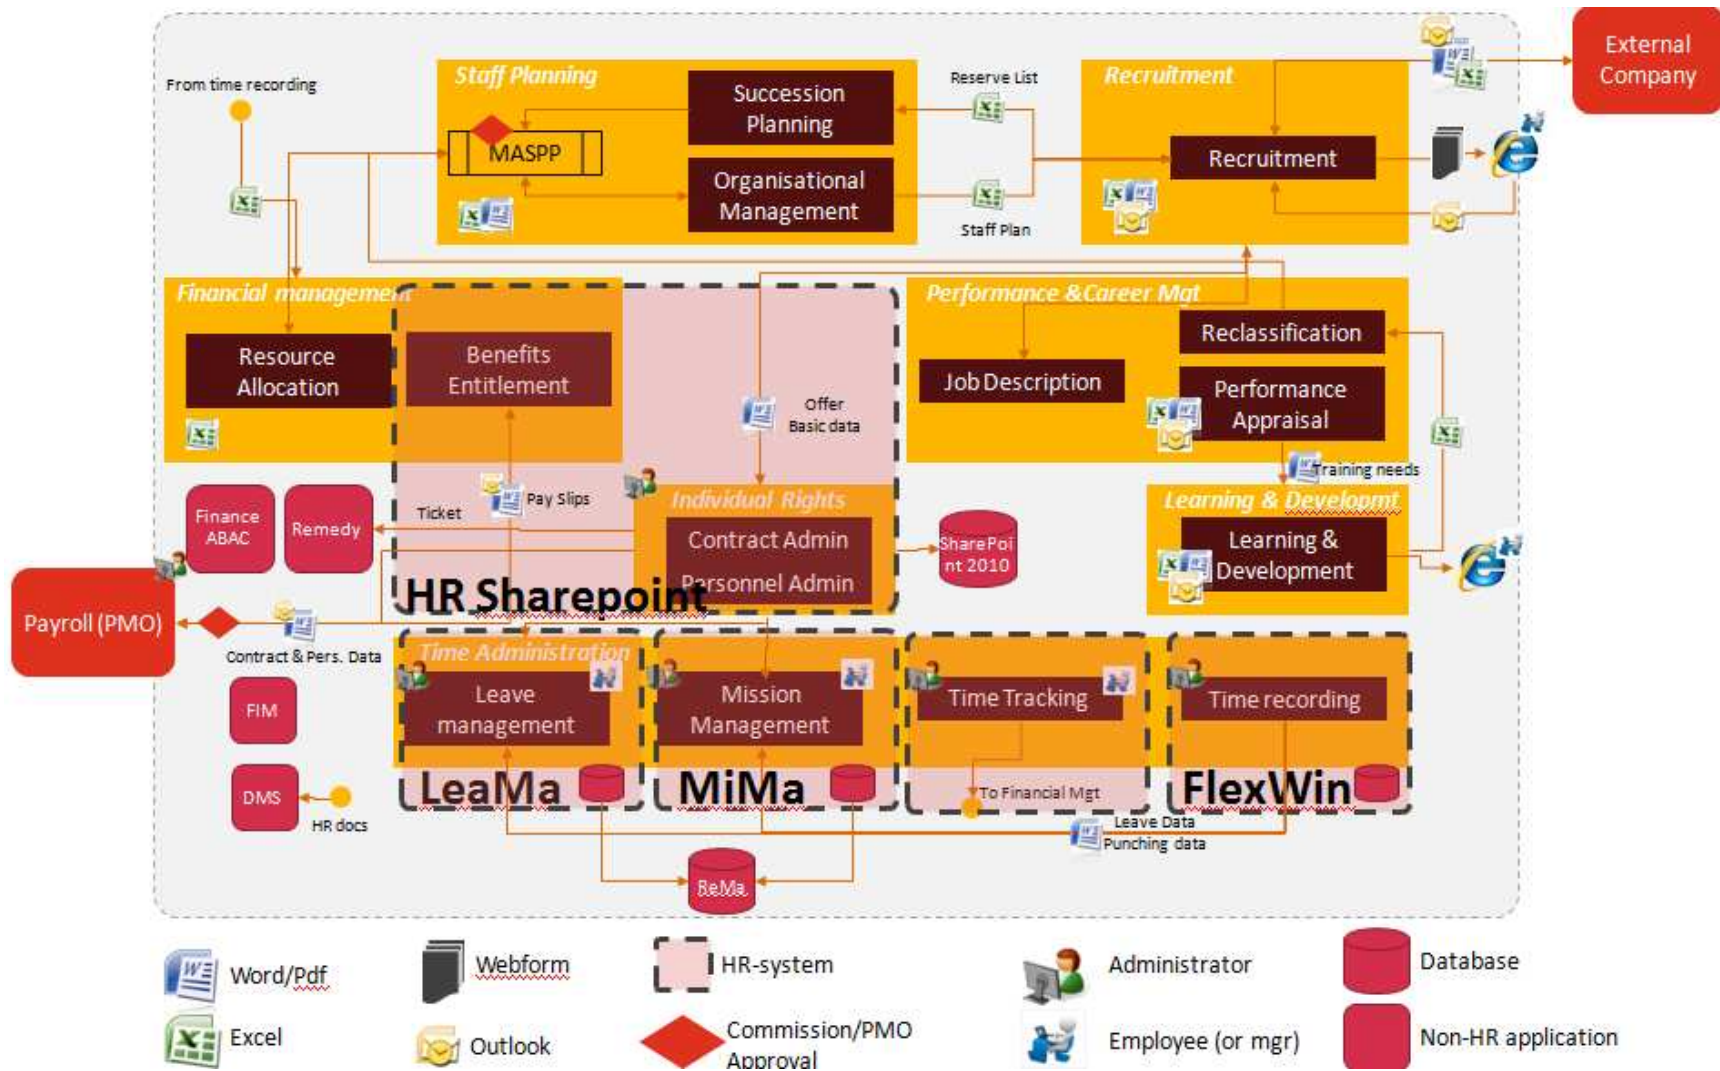 External
Company
From time recording
Staff Planning
Succession
Planning
MASPP
Organisational
Management
Reserve List
Staff Plan
Recruitment
Recruitment
Financial management
Resource
Allocation
Benefits
Entitlement
Offer
Basic data
Performance &Career Mgt
Reclassification
Job Description
Performance
Appraisal
Training needs
Finance
ABAC
Remedy
Ticket
Pay Slips
Individual Rights
Contract Admin
Personnel Admin
HR Sharepoint
SharePoi
nt 2010
Learning & Developmt
Learning &
Development
Payroll (PMO)
Contract & Pers. Data
Time Administration
Leave
management
Mission
Management
Time Tracking
Time recording
FIM
LeaMa
MiMa
To Financial Mgt
FlexWin
DMS
HR docs
Leave Data
Punching data
ReMa
Word/Pdf
Webform
HR-system
Administrator
Database
Excel
Outlook
Commission/PMO
Approval
Employee (or mgr)
Non-HR application